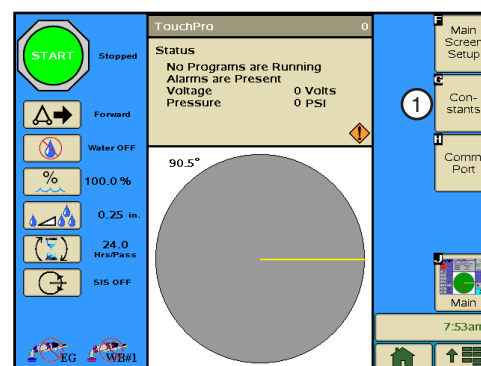 START
Stopped
Forward
Water OFF
%
100.0 %
0.25 in.
24.0
Hrs/Pass
SIS OFF
EG
WB#1
TouchPro 0
Status
No Programs are Running
Alarms are Present
Voltage 0 Volts
Pressure 0 PSI
90.5°
F
Main
Screen
Setup
1
G
Con-
stants
H
Comm
Port
J
Main
7:53am